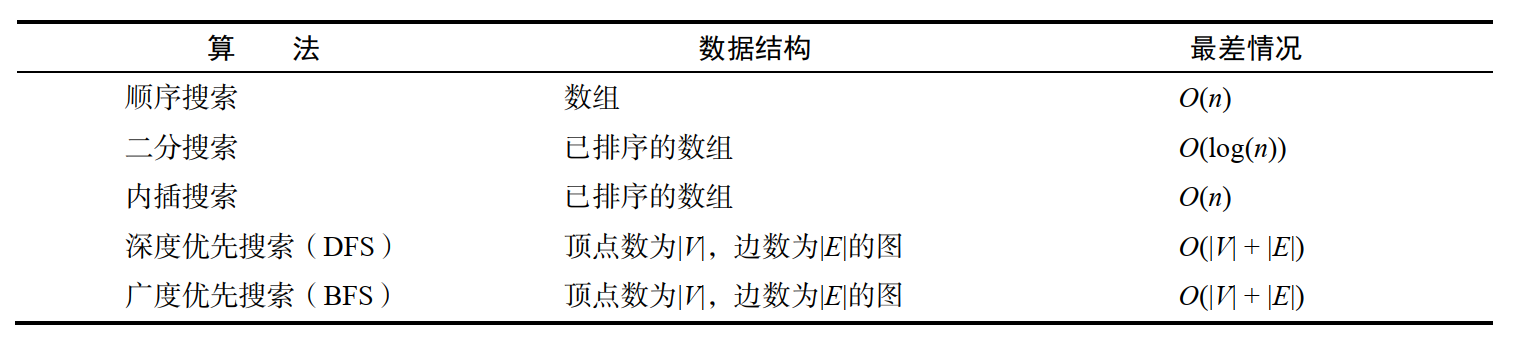 算 法 数据结构 最差情况
顺序搜索 数组 O(n)
二分搜索 已排序的数组 O(log(n))
内插搜索 已排序的数组 O(n)
深度优先搜索（DFS） 顶点数为|V|，边数为|E|的图 O(|V| + |E|)
广度优先搜索（BFS） 顶点数为|V|，边数为|E|的图 O(|V| + |E|)